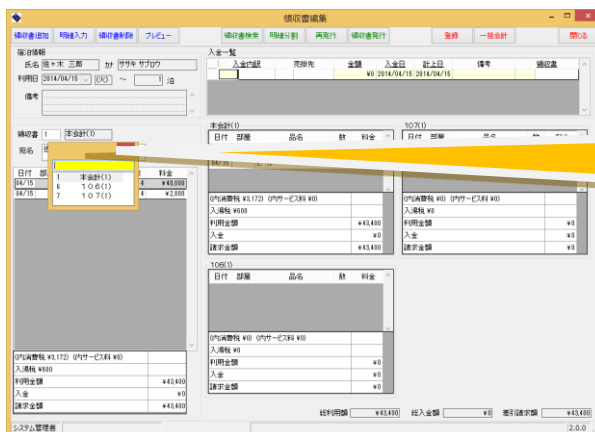 領収書編集
領収書追加 明細入力 領収書削除 プレビュー 領収書検索 明細分割 再発行 領収書発行 登録 一括会計 閉じる
宿泊情報
氏名 佐々木 三郎 カナ ササキ サブロウ
利用日 2014/04/15 (火) ～ 1 泊
備考
入金一覧
入金内訳 売掛先 金額 入金日 計上日 備考 領収書
¥0 2014/04/15 2014/04/15
領収書 1 本会計(1)
宛名
1 本会計(1)
6 106(1)
7 107(1)
日付 料金
04/15 4 ¥40,800
04/15 4 ¥2,000
(内消費税 ¥3,172) (内サービス料 ¥0)
入湯税 ¥600
利用金額 ¥43,400
入金 ¥0
請求金額 ¥43,400
本会計(1)
日付 部屋 品名 数 料金
04/15 ビール
(内消費税 ¥3,172) (内サービス料 ¥0)
入湯税 ¥600
利用金額 ¥43,400
入金 ¥0
請求金額 ¥43,400
107(1)
日付 部屋 品名 数 料金
(内消費税 ¥0) (内サービス料 ¥0)
入湯税 ¥0
利用金額 ¥0
入金 ¥0
請求金額 ¥0
106(1)
日付 部屋 品名 数 料金
(内消費税 ¥0) (内サービス料 ¥0)
入湯税 ¥0
利用金額 ¥0
入金 ¥0
請求金額 ¥0
総利用額 ¥43,400 総入金額 ¥0 差引請求額 ¥43,400
システム管理者 2.0.0